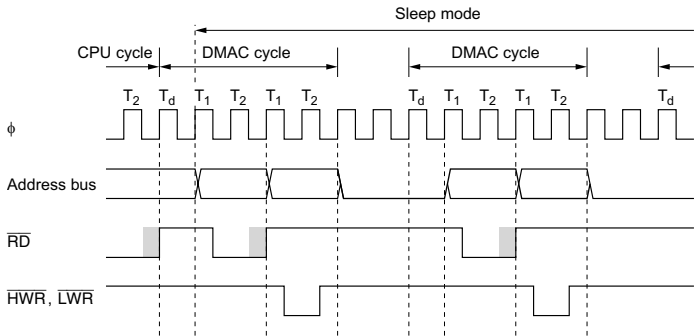 Sleep mode
CPU cycle DMAC cycle DMAC cycle
T2 Td T1 T2 T1 T2 Td T1 T2 T1 T2 Td
ϕ
Address bus
RD
HWR, LWR